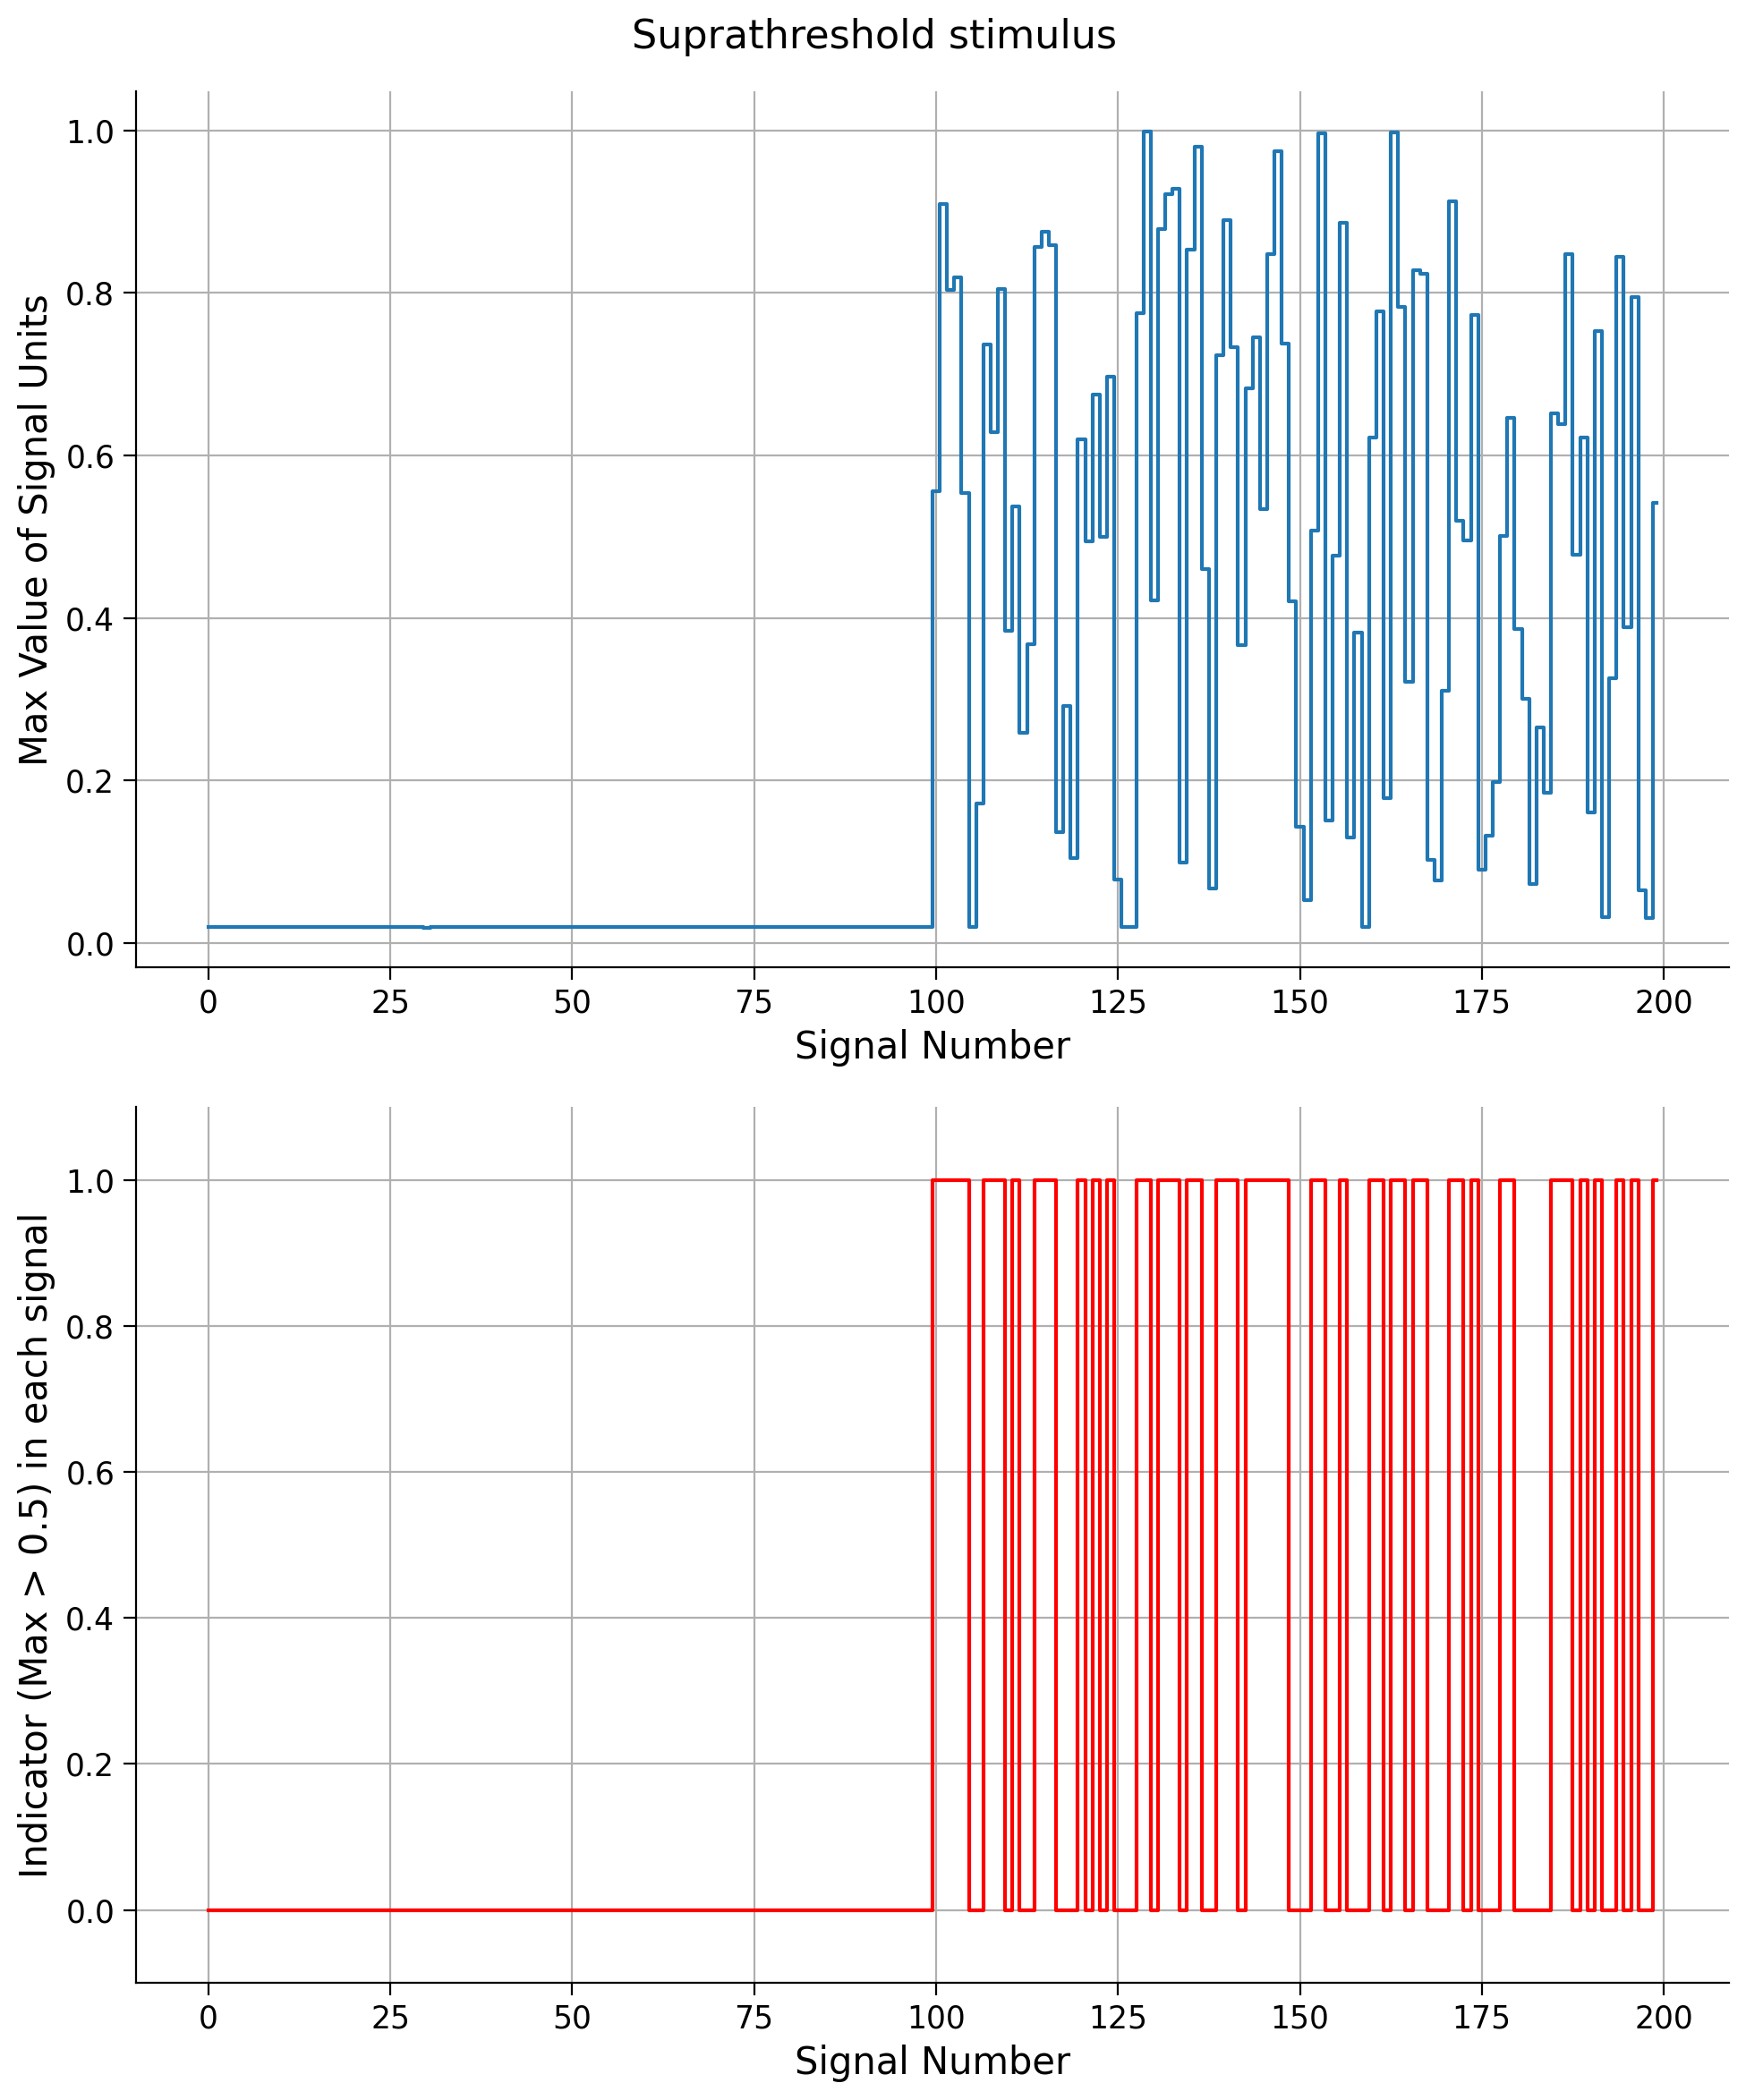 Suprathreshold stimulus
Max Value of Signal Units
1.0
0.8
0.6
0.4
0.2
0.0
0 25 50 75 100 125 150 175 200
Signal Number
Indicator (Max > 0.5) in each signal
1.0
0.8
0.6
0.4
0.2
0.0
0 25 50 75 100 125 150 175 200
Signal Number